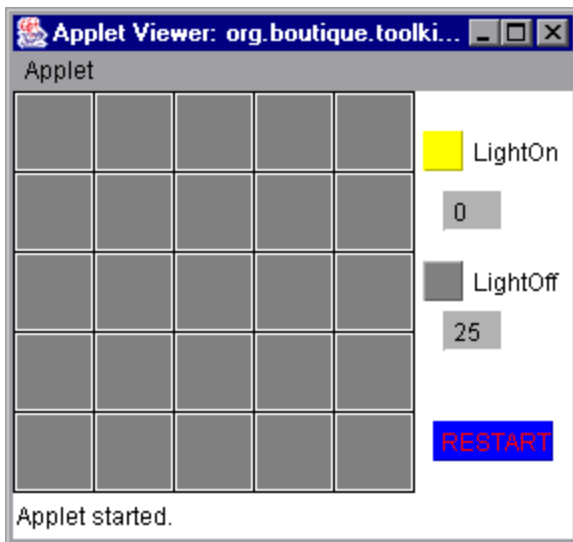 Applet Viewer: org.boutique.toolki...
Applet
LightOn
0
LightOff
25
RESTART
Applet started.